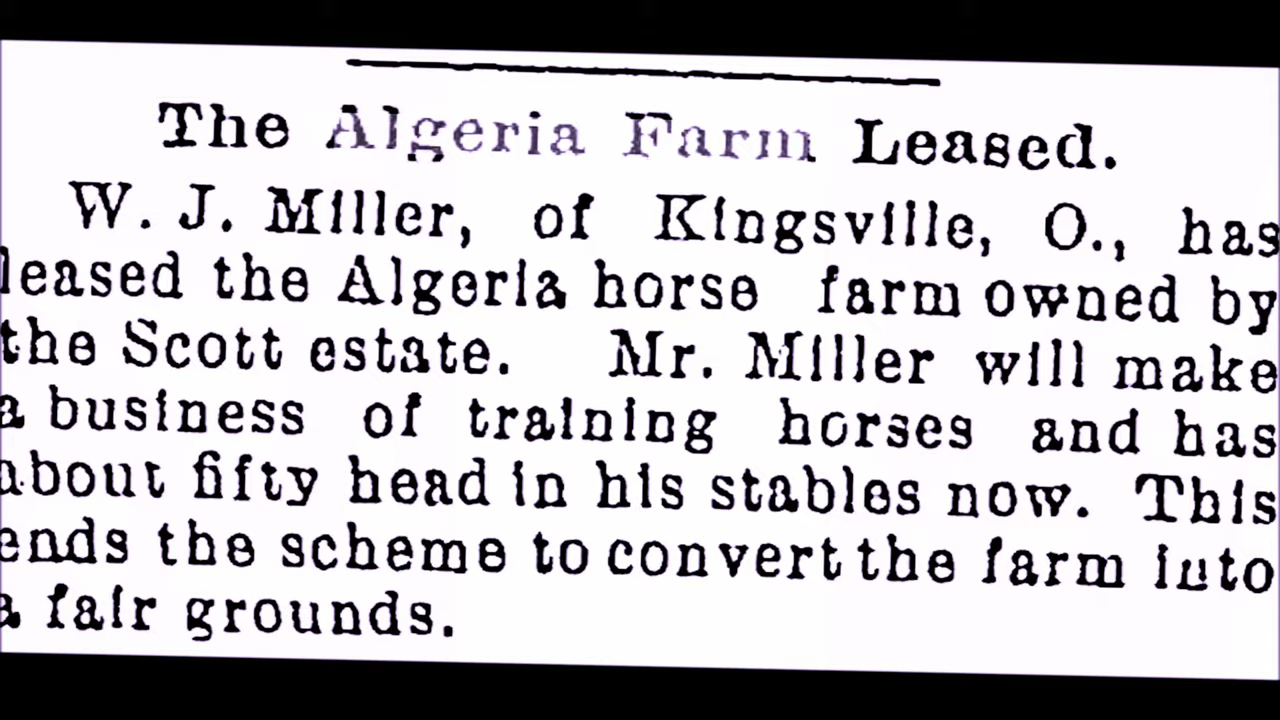 The Algeria Farm Leased.
W. J. Miller, of Kingsville, O., has
leased the Algeria horse farm owned by
the Scott estate. Mr. Miller will make
a business of training horses and has
about fifty head in his stables now. This
ends the scheme to convert the farm into
a fair grounds.